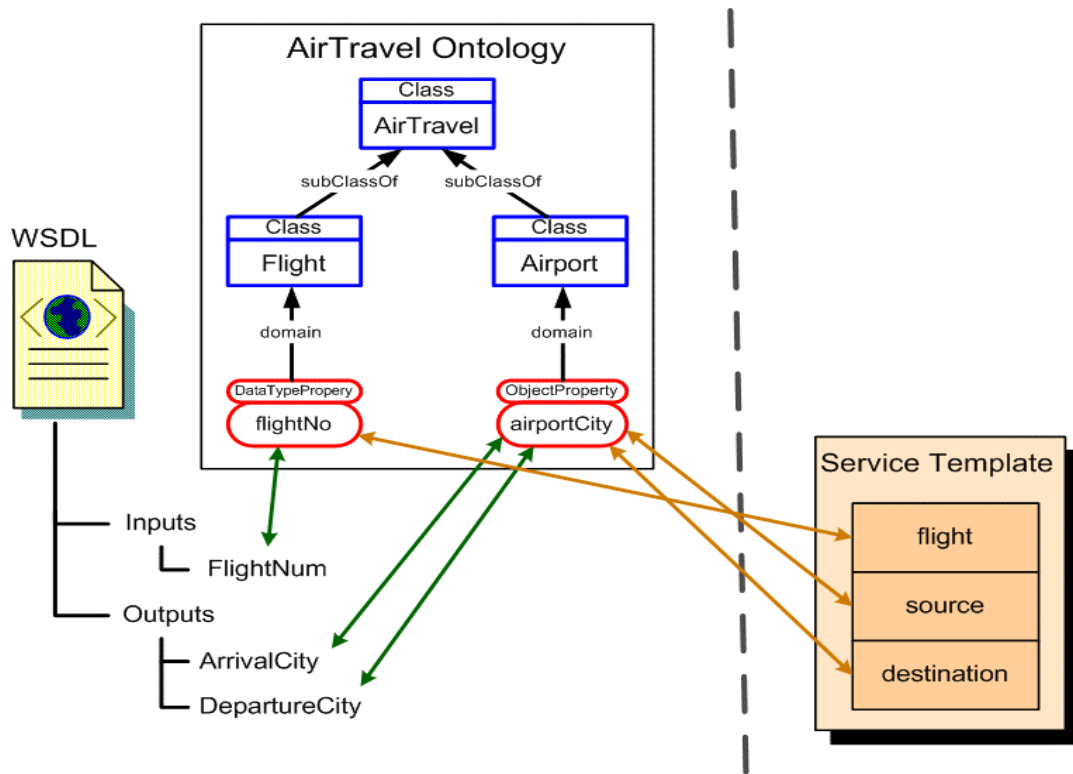 AirTravel Ontology
Class
AirTravel
subClassOf
subClassOf
Class
Flight
Class
Airport
domain
domain
DataTypePropery
flightNo
ObjectProperty
airportCity
WSDL
Inputs
FlightNum
Outputs
ArrivalCity
DepartureCity
Service Template
flight
source
destination